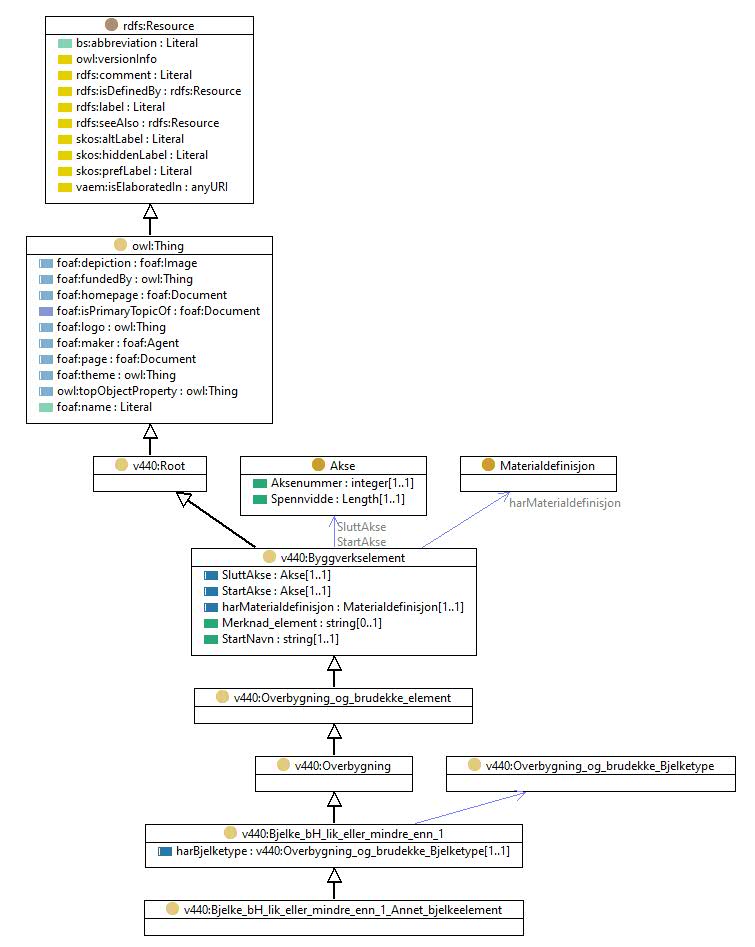 rdfs:Resource
bs:abbreviation : Literal
owl:versionInfo
rdfs:comment : Literal
rdfs:isDefinedBy : rdfs:Resource
rdfs:label : Literal
rdfs:seeAlso : rdfs:Resource
skos:altLabel : Literal
skos:hiddenLabel : Literal
skos:prefLabel : Literal
vaem:isElaboratedIn : anyURI
owl:Thing
foaf:depiction : foaf:Image
foaf:fundedBy : owl:Thing
foaf:homepage : foaf:Document
foaf:isPrimaryTopicOf : foaf:Document
foaf:logo : owl:Thing
foaf:maker : foaf:Agent
foaf:page : foaf:Document
foaf:theme : owl:Thing
owl:topObjectProperty : owl:Thing
foaf:name : Literal
v440:Root
Akse
Aksenummer : integer[1..1]
Spennvidde : Length[1..1]
Materialdefinisjon
harMaterialdefinisjon
SluttAkse
StartAkse
v440:Byggverkselement
SluttAkse : Akse[1..1]
StartAkse : Akse[1..1]
harMaterialdefinisjon : Materialdefinisjon[1..1]
Merknad_element : string[0..1]
StartNavn : string[1..1]
v440:Overbygning_og_brudekke_element
v440:Overbygning
v440:Overbygning_og_brudekke_Bjelketype
v440:Bjelke_bH_lik_eller_mindre_enn_1
harBjelketype : v440:Overbygning_og_brudekke_Bjelketype[1..1]
v440:Bjelke_bH_lik_eller_mindre_enn_1_Annet_bjelkeelement